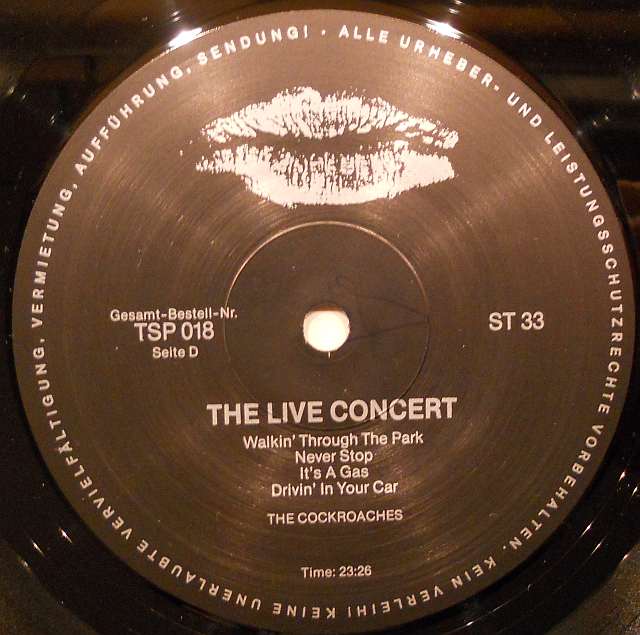 ALLE URHEBER- UND LEISTUNGSSCHUTZRECHTE VORBEHALTEN. KEIN VERLEIH! KEINE UNERLAUBTE VERVIELFÄLTIGUNG, VERMIETUNG, AUFFÜHRUNG, SENDUNG! ·
Gesamt-Bestell-Nr.
TSP 018
Seite D
ST 33
THE LIVE CONCERT
Walkin' Through The Park
Never Stop
It's A Gas
Drivin' In Your Car
THE COCKROACHES
Time: 23:26